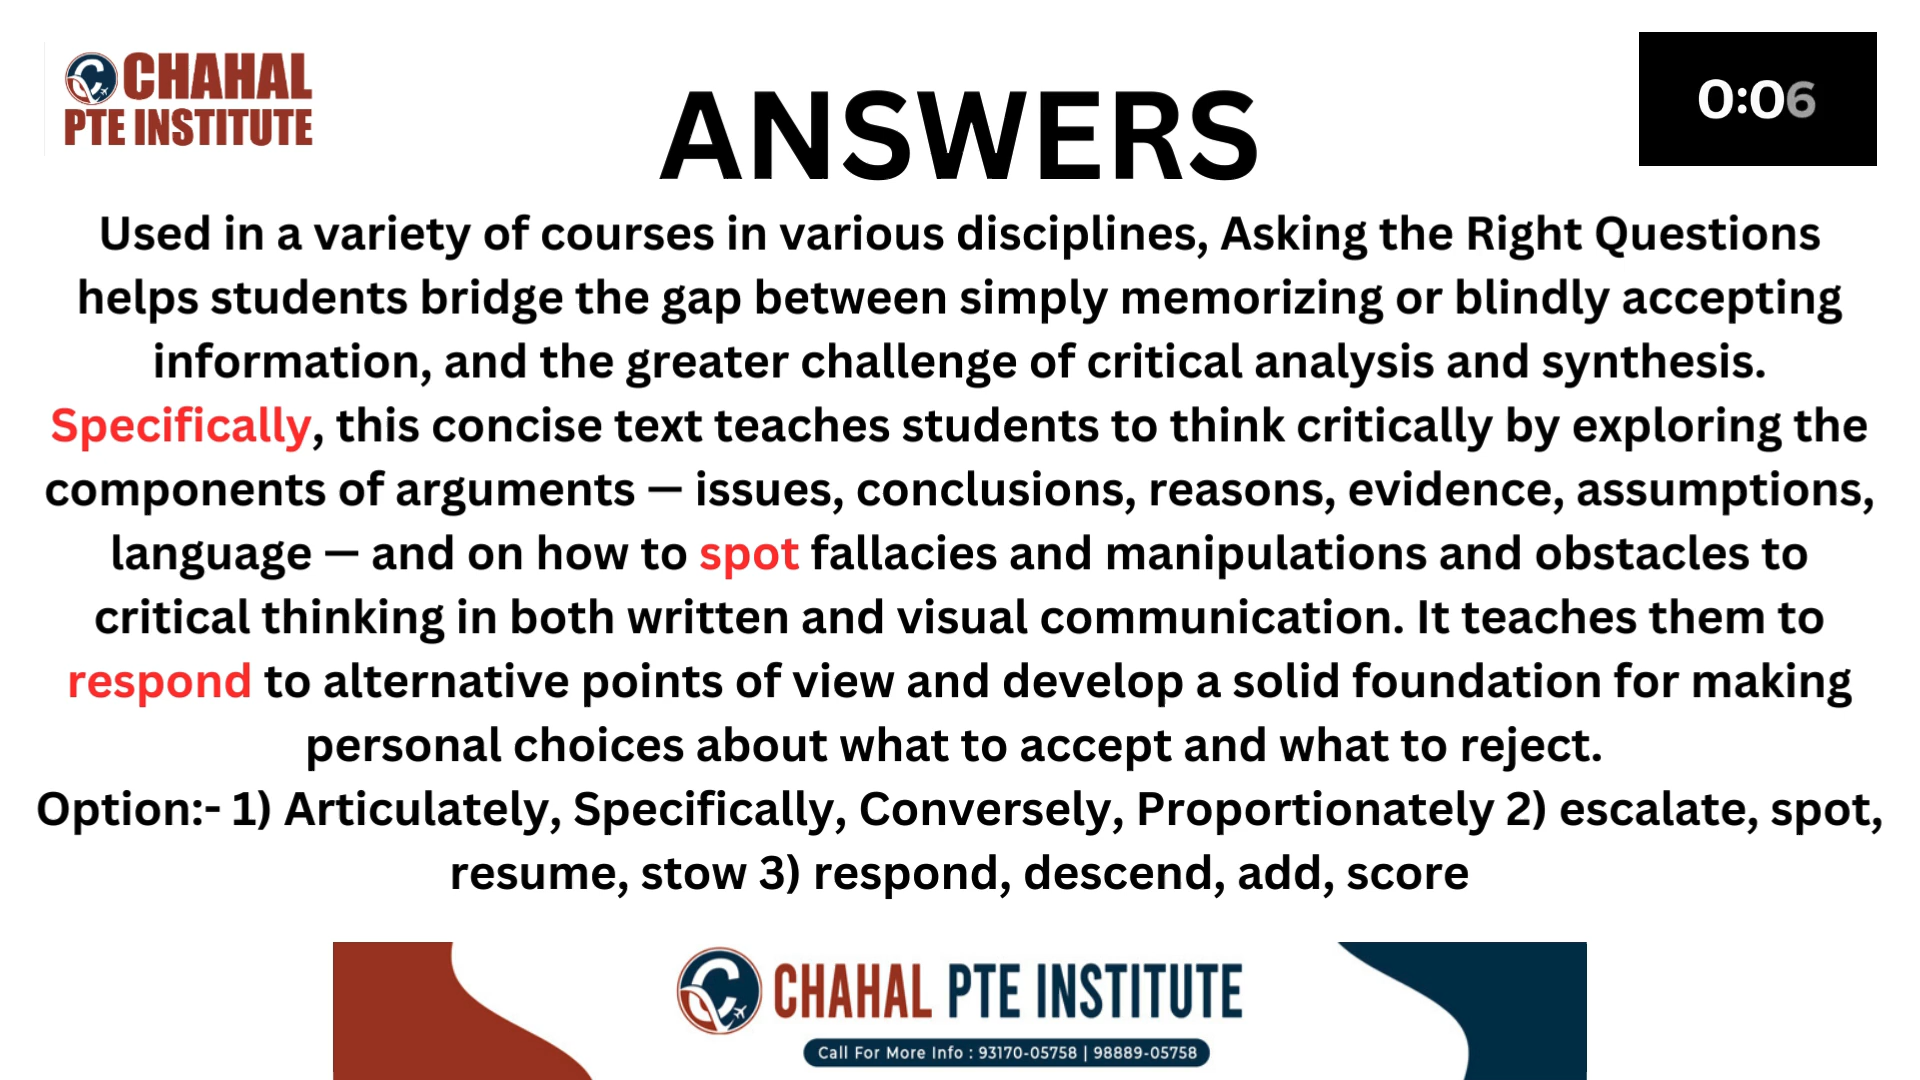 CHAHAL
PTE INSTITUTE
ANSWERS
0:06
Used in a variety of courses in various disciplines, Asking the Right Questions
helps students bridge the gap between simply memorizing or blindly accepting
information, and the greater challenge of critical analysis and synthesis.
Specifically, this concise text teaches students to think critically by exploring the
components of arguments — issues, conclusions, reasons, evidence, assumptions,
language — and on how to spot fallacies and manipulations and obstacles to
critical thinking in both written and visual communication. It teaches them to
respond to alternative points of view and develop a solid foundation for making
personal choices about what to accept and what to reject.
Option:- 1) Articulately, Specifically, Conversely, Proportionately 2) escalate, spot,
resume, stow 3) respond, descend, add, score
CHAHAL PTE INSTITUTE
Call For More Info : 93170-05758 | 98889-05758